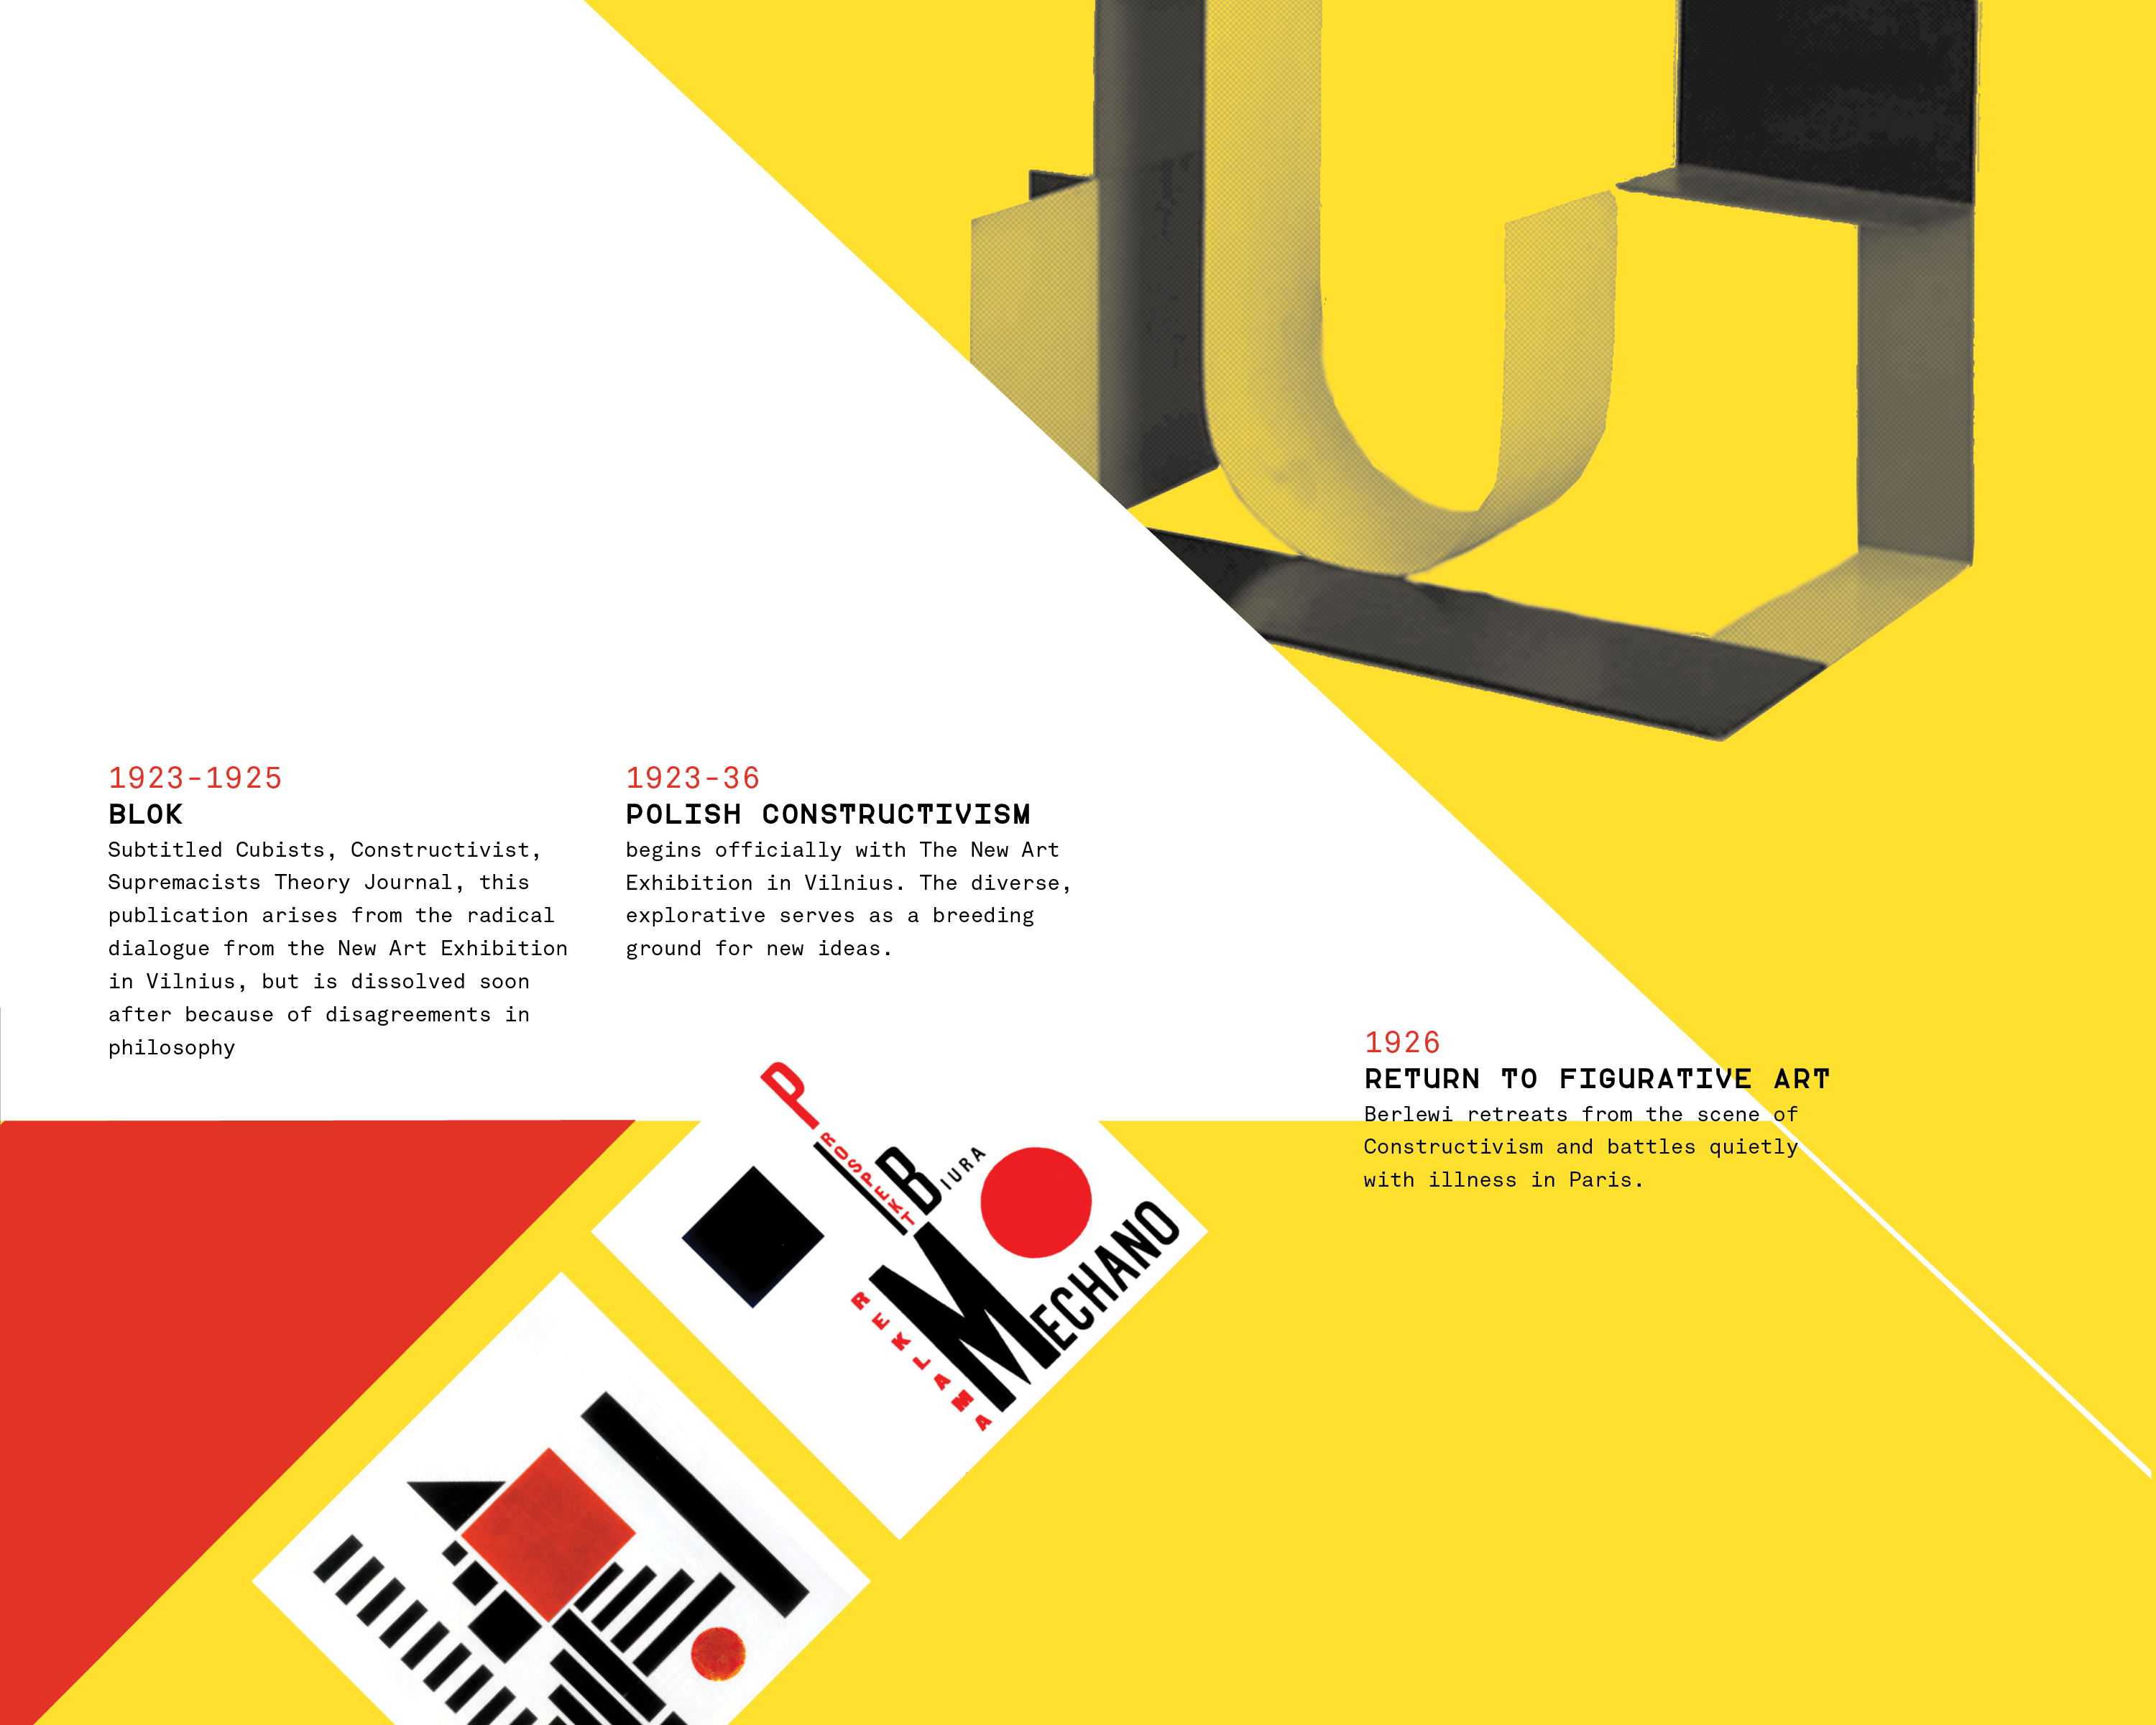 1923-1925
BLOK
Subtitled Cubists, Constructivist,
Supremacists Theory Journal, this
publication arises from the radical
dialogue from the New Art Exhibition
in Vilnius, but is dissolved soon
after because of disagreements in
philosophy
1923-36
POLISH CONSTRUCTIVISM
begins officially with The New Art
Exhibition in Vilnius. The diverse,
explorative serves as a breeding
ground for new ideas.
1926
RETURN TO FIGURATIVE ART
Berlewi retreats from the scene of
Constructivism and battles quietly
with illness in Paris.
PROSPEKT
BIURA
REKLAMA
MECHANO